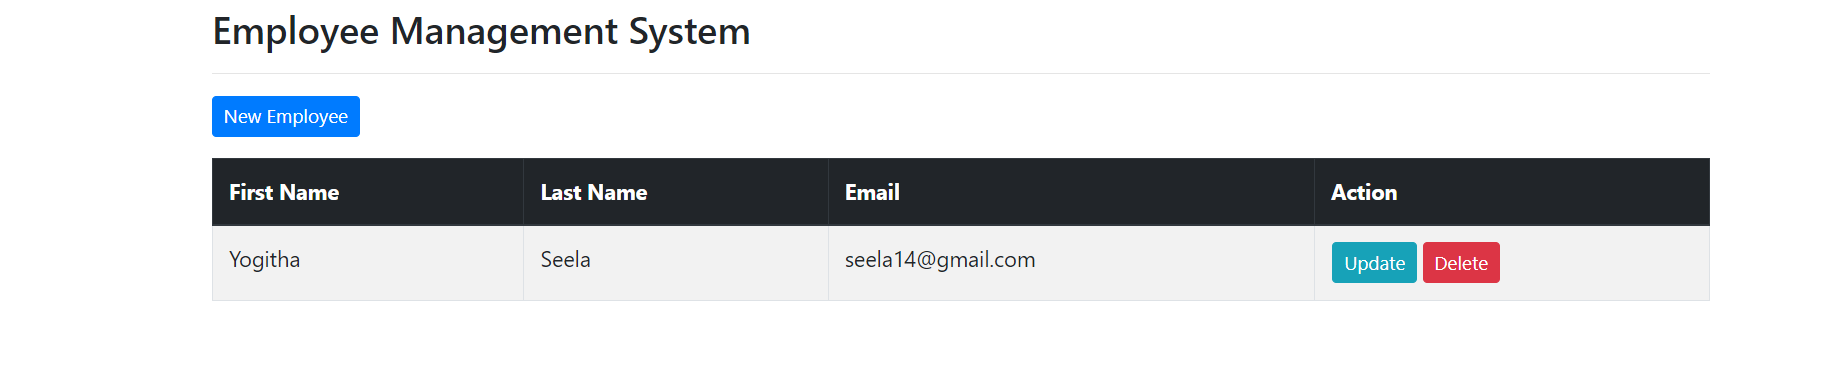 Employee Management System
New Employee
First Name Last Name Email Action
Yogitha Seela seela14@gmail.com Update Delete